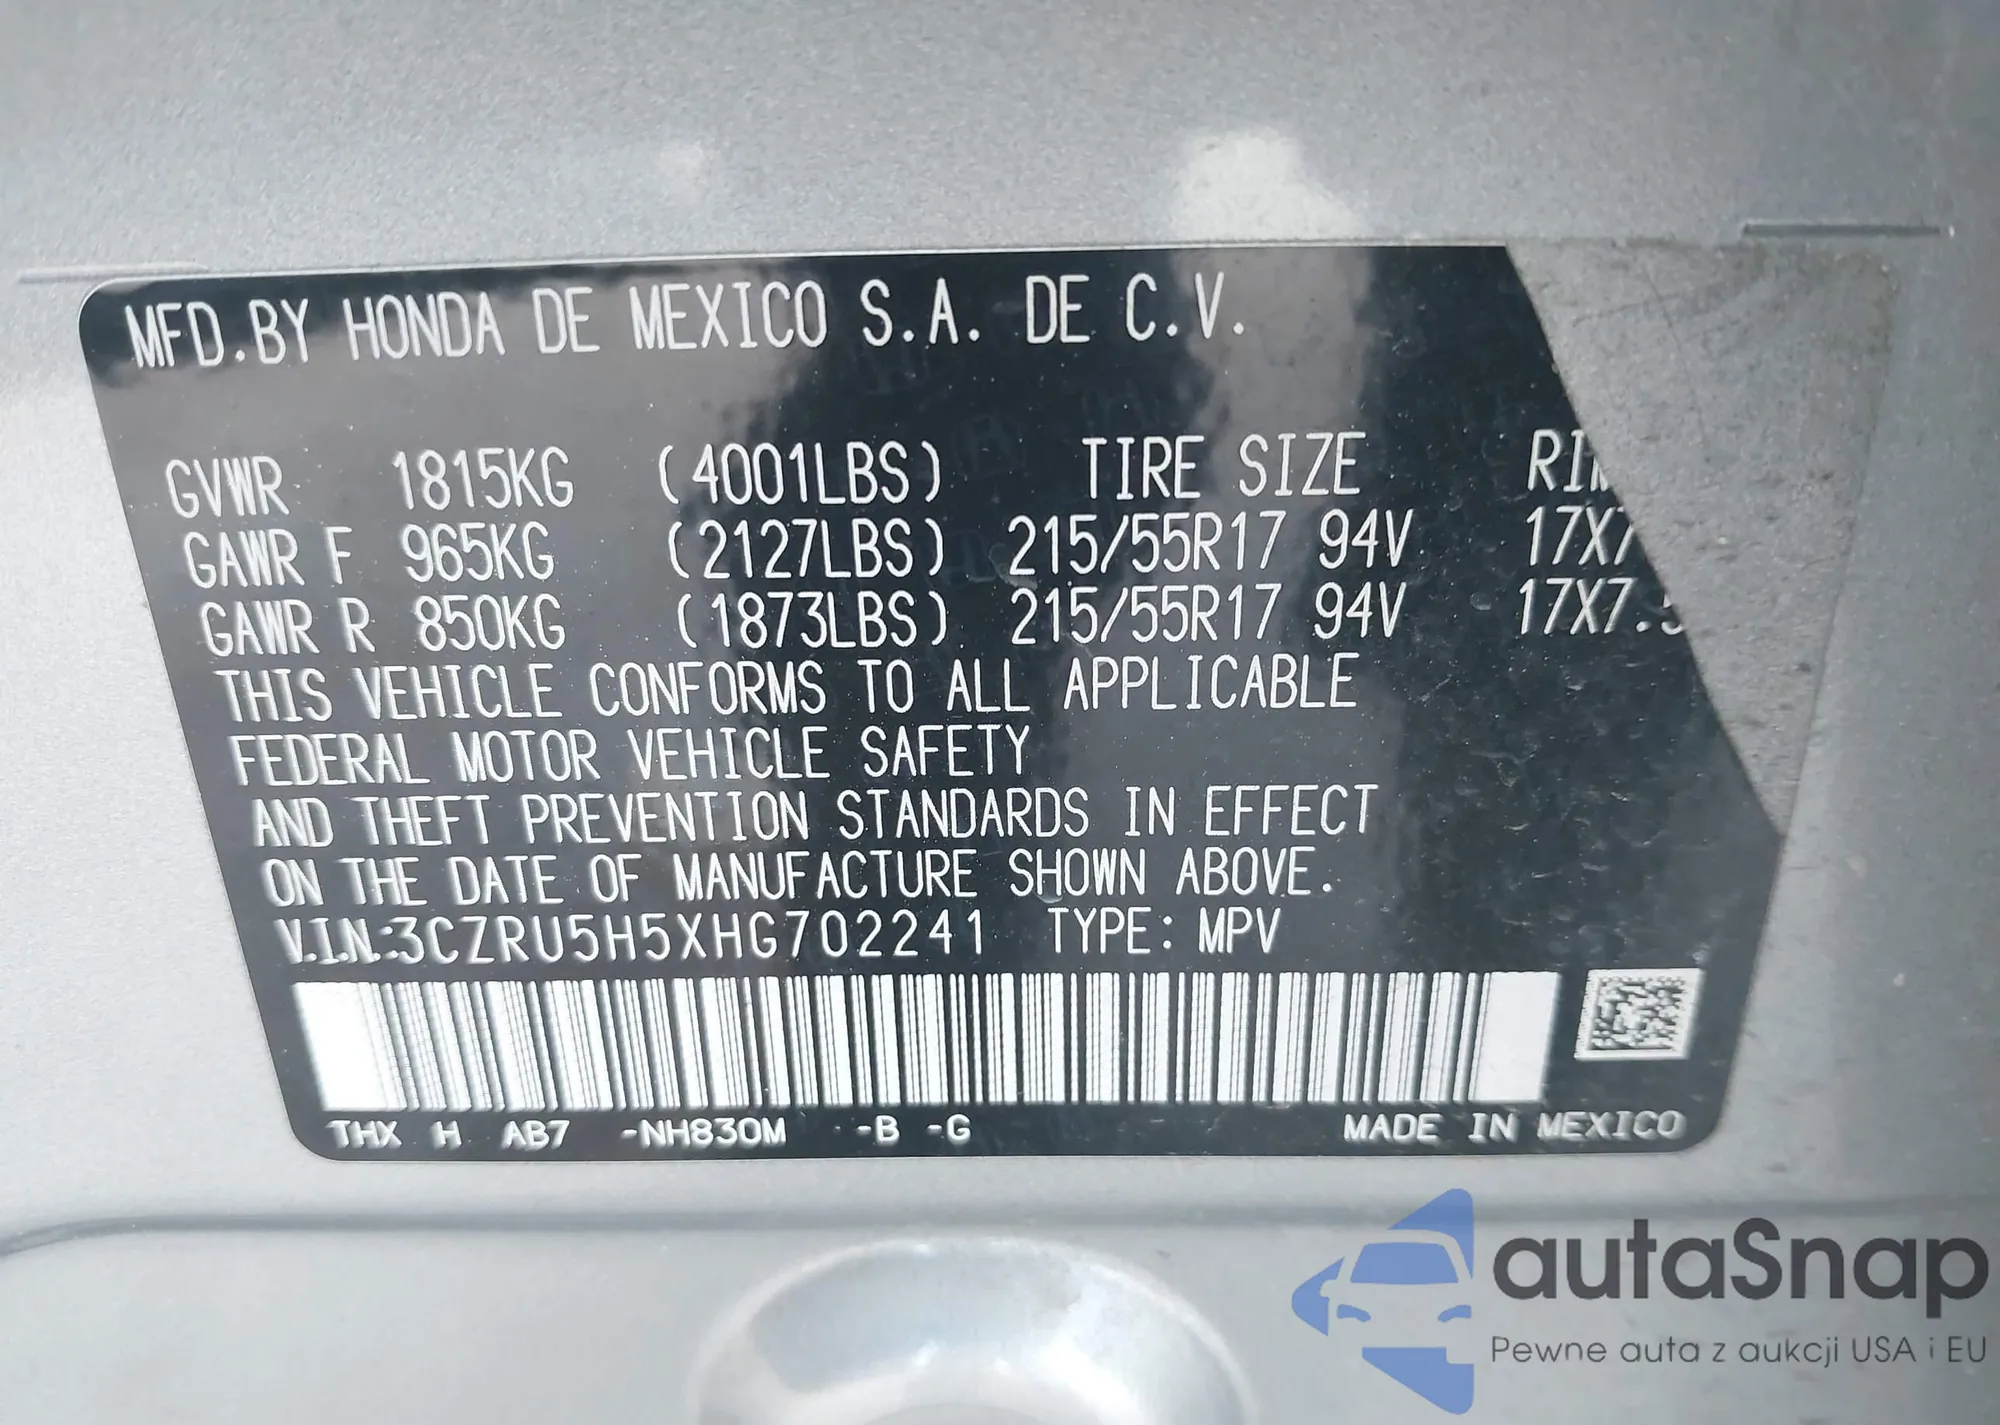 MFD.BY HONDA DE MEXICO S.A. DE C.V.
GVWR 1815KG (4001LBS) TIRE SIZE
GAWR F 965KG (2127LBS) 215/55R17 94V 17X7
GAWR R 850KG (1873LBS) 215/55R17 94V 17X7.5
THIS VEHICLE CONFORMS TO ALL APPLICABLE
FEDERAL MOTOR VEHICLE SAFETY
AND THEFT PREVENTION STANDARDS IN EFFECT
ON THE DATE OF MANUFACTURE SHOWN ABOVE.
V.I.N:3CZRU5H5XHG702241 TYPE: MPV
THX H AB7 -NH830M -B -G MADE IN MEXICO
autaSnap
Pewne auta z aukcji USA i EU